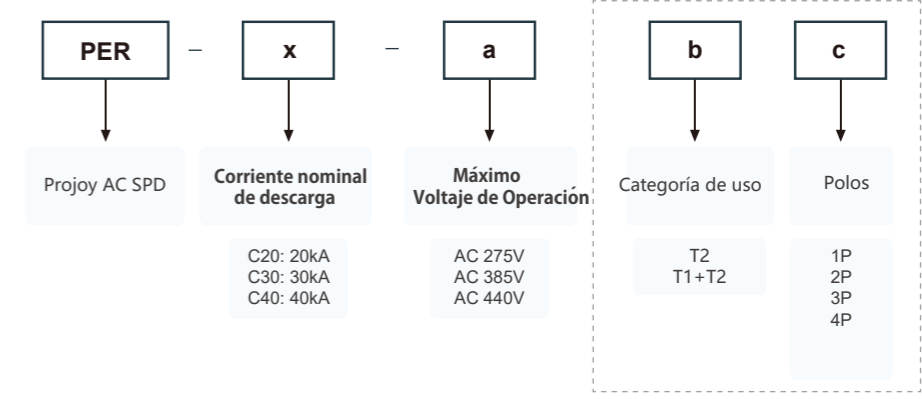 PER – x – a b c
Projoy AC SPD
Corriente nominal
de descarga
Máximo
Voltaje de Operación
Categoría de uso
Polos
C20: 20kA
C30: 30kA
C40: 40kA
AC 275V
AC 385V
AC 440V
T2
T1+T2
1P
2P
3P
4P